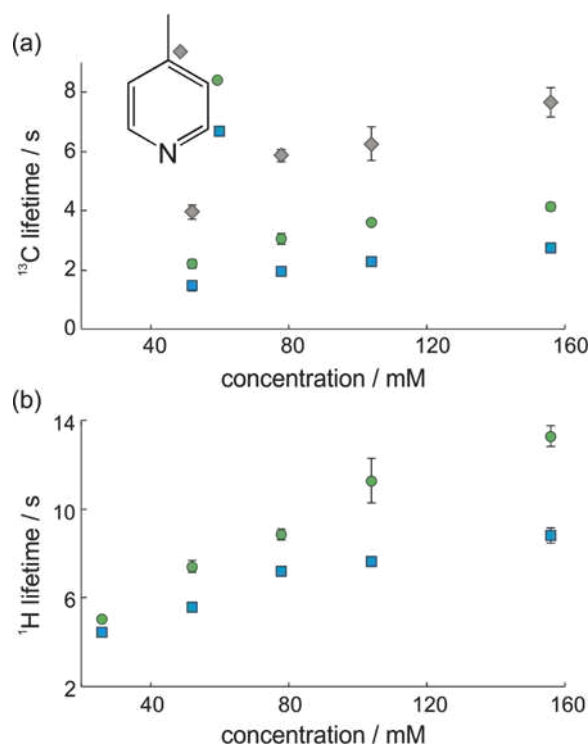 (a)
8
6
4
2
0
¹³C lifetime / s
N
40 80 120 160
concentration / mM
(b)
14
10
6
2
¹H lifetime / s
40 80 120 160
concentration / mM